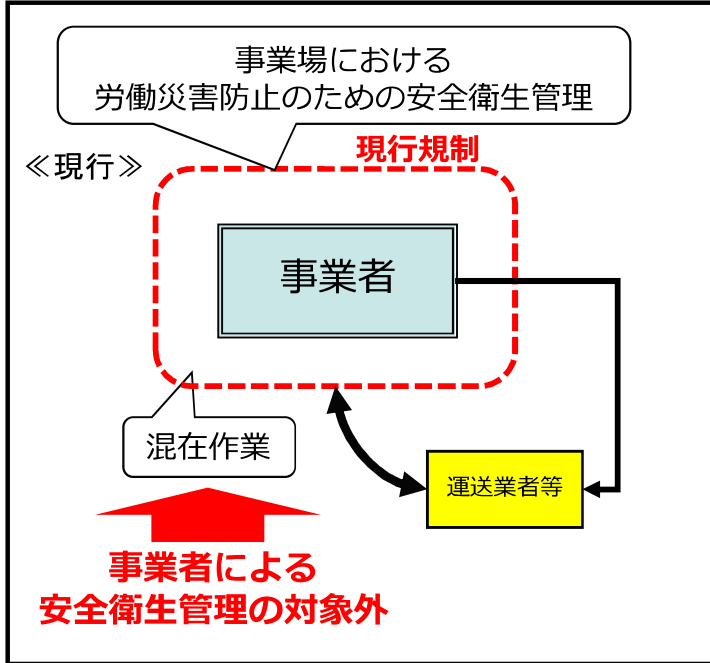 事業場における
労働災害防止のための安全衛生管理
≪現行≫
現行規制
事業者
混在作業
運送業者等
事業者による
安全衛生管理の対象外